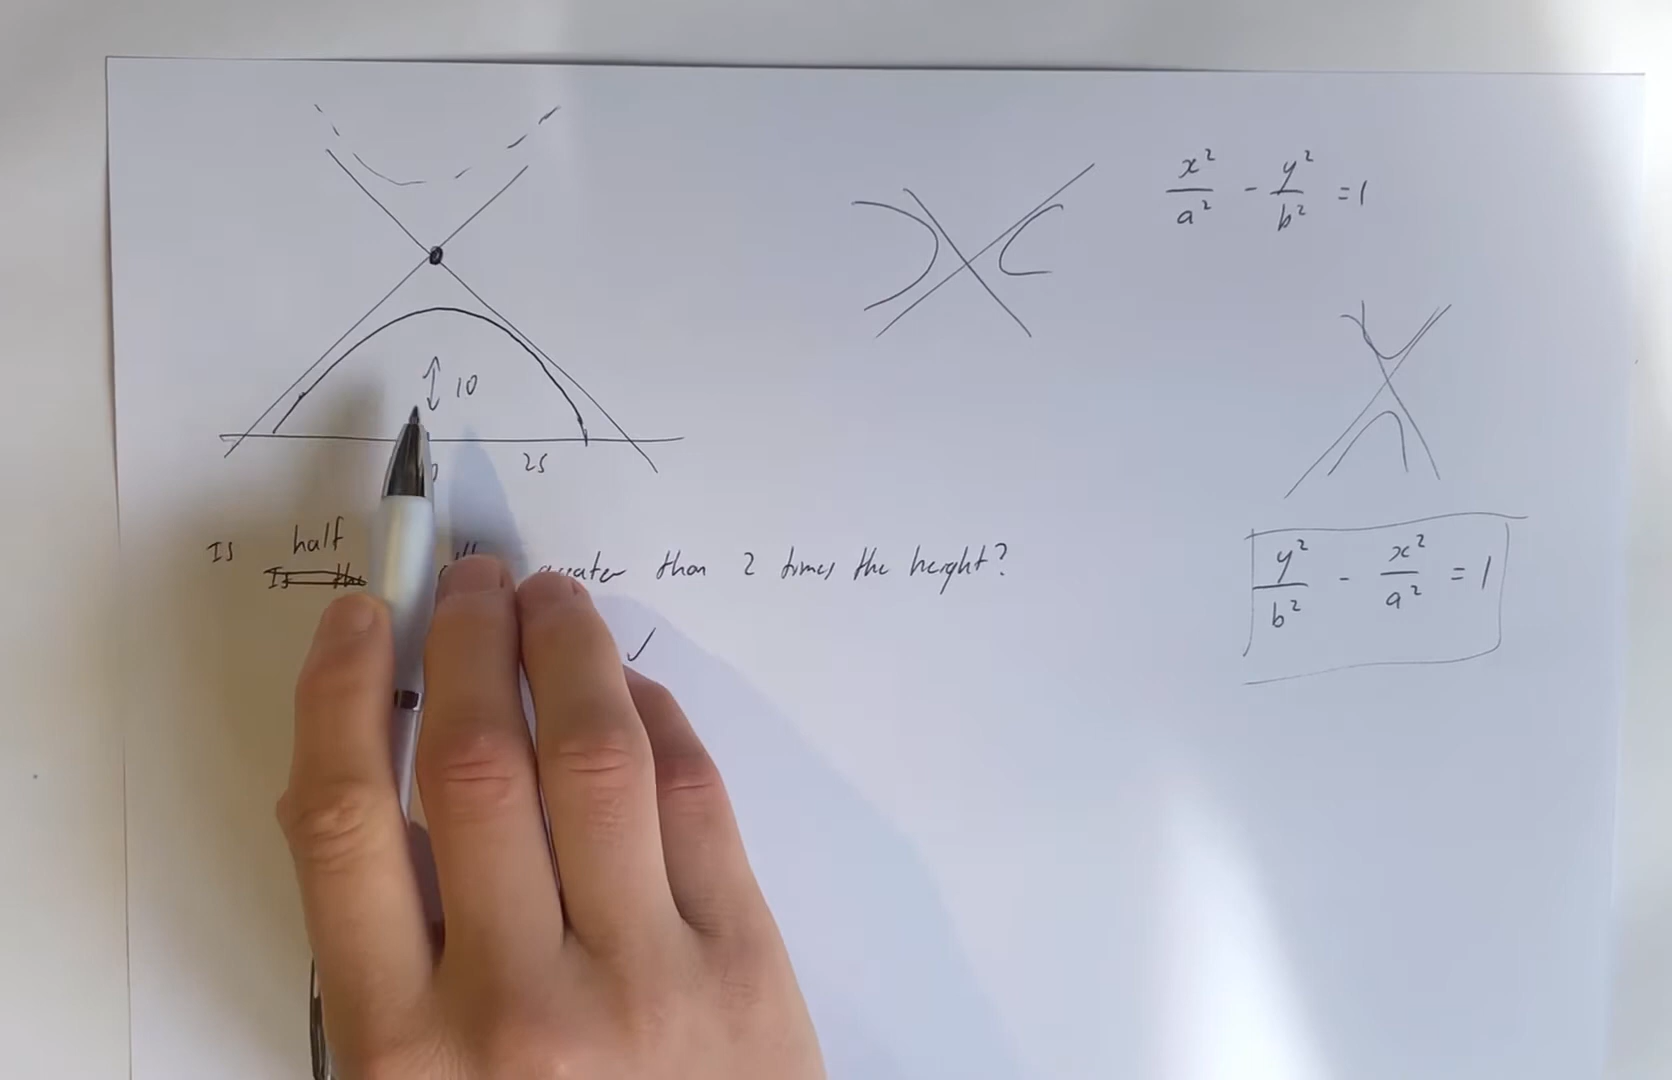 x²/a² - y²/b² = 1
10
25
Is half greater than 2 times the height?
Is the
✓
y²/b² - x²/a² = 1